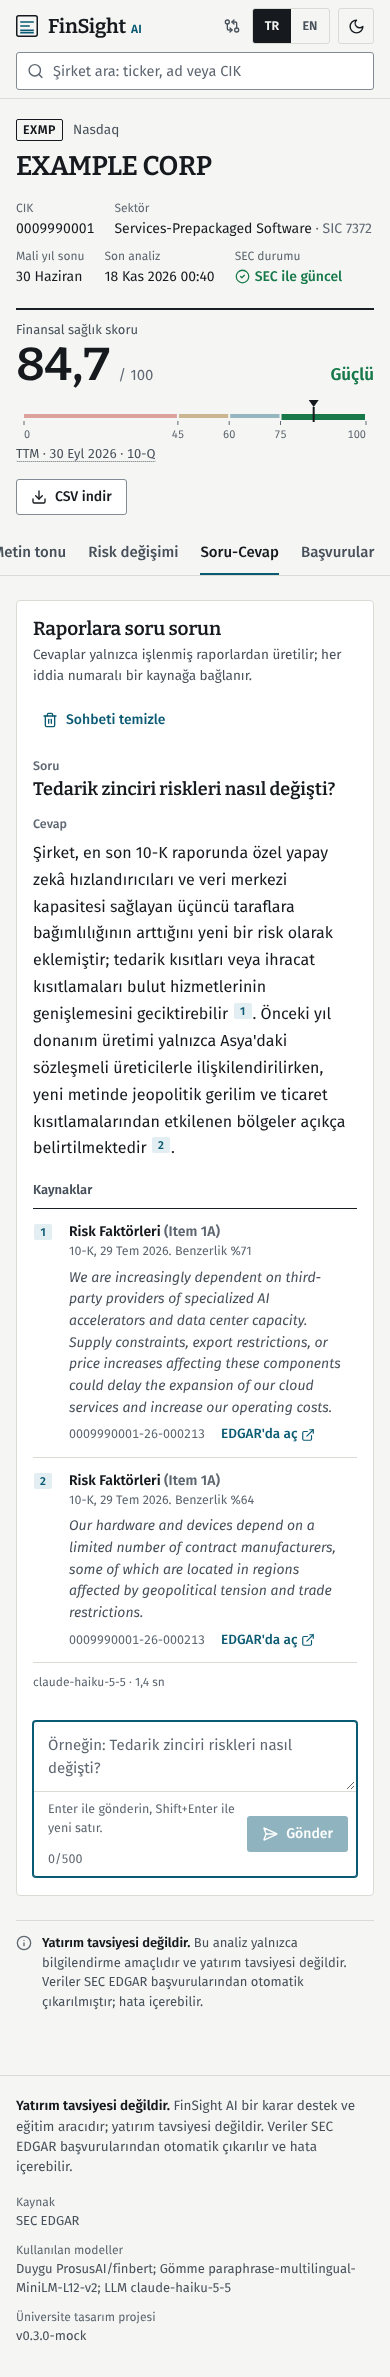 FinSight AI
TR EN
Şirket ara: ticker, ad veya CIK
EXMP Nasdaq
EXAMPLE CORP
CIK Sektör
0009990001 Services-Prepackaged Software · SIC 7372
Mali yıl sonu Son analiz SEC durumu
30 Haziran 18 Kas 2026 00:40 SEC ile güncel
Finansal sağlık skoru
84,7 / 100 Güçlü
0 45 60 75 100
TTM · 30 Eyl 2026 · 10-Q
CSV indir
Metin tonu Risk değişimi Soru-Cevap Başvurular
Raporlara soru sorun
Cevaplar yalnızca işlenmiş raporlardan üretilir; her
iddia numaralı bir kaynağa bağlanır.
Sohbeti temizle
Soru
Tedarik zinciri riskleri nasıl değişti?
Cevap
Şirket, en son 10-K raporunda özel yapay
zekâ hızlandırıcıları ve veri merkezi
kapasitesi sağlayan üçüncü taraflara
bağımlılığının arttığını yeni bir risk olarak
eklemiştir; tedarik kısıtları veya ihracat
kısıtlamaları bulut hizmetlerinin
genişlemesini geciktirebilir 1. Önceki yıl
donanım üretimi yalnızca Asya'daki
sözleşmeli üreticilerle ilişkilendirilirken,
yeni metinde jeopolitik gerilim ve ticaret
kısıtlamalarından etkilenen bölgeler açıkça
belirtilmektedir 2.
Kaynaklar
1 Risk Faktörleri (Item 1A)
10-K, 29 Tem 2026. Benzerlik %71
We are increasingly dependent on third-
party providers of specialized AI
accelerators and data center capacity.
Supply constraints, export restrictions, or
price increases affecting these components
could delay the expansion of our cloud
services and increase our operating costs.
0009990001-26-000213 EDGAR'da aç
2 Risk Faktörleri (Item 1A)
10-K, 29 Tem 2026. Benzerlik %64
Our hardware and devices depend on a
limited number of contract manufacturers,
some of which are located in regions
affected by geopolitical tension and trade
restrictions.
0009990001-26-000213 EDGAR'da aç
claude-haiku-5-5 · 1,4 sn
Örneğin: Tedarik zinciri riskleri nasıl
değişti?
Enter ile gönderin, Shift+Enter ile
yeni satır.
0/500
Gönder
Yatırım tavsiyesi değildir. Bu analiz yalnızca
bilgilendirme amaçlıdır ve yatırım tavsiyesi değildir.
Veriler SEC EDGAR başvurularından otomatik
çıkarılmıştır; hata içerebilir.
Yatırım tavsiyesi değildir. FinSight AI bir karar destek ve
eğitim aracıdır; yatırım tavsiyesi değildir. Veriler SEC
EDGAR başvurularından otomatik çıkarılır ve hata
içerebilir.
Kaynak
SEC EDGAR
Kullanılan modeller
Duygu ProsusAI/finbert; Gömme paraphrase-multilingual-
MiniLM-L12-v2; LLM claude-haiku-5-5
Üniversite tasarım projesi
v0.3.0-mock